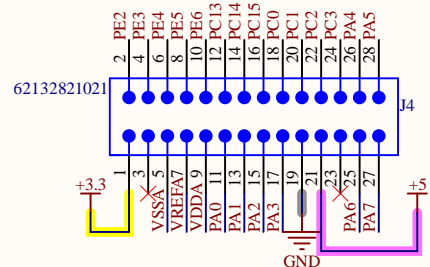 PE2
PE3
PE4
PE5
PE6
PC13
PC14
PC15
PC0
PC1
PC2
PC3
PA4
PA5
2
4
6
8
10
12
14
16
18
20
22
24
26
28
62132821021
J4
1
3
5
7
9
11
13
15
17
19
21
23
25
27
+3.3
VSSA
VREFA
VDDA
PA0
PA1
PA2
PA3
PA6
PA7
+5
GND